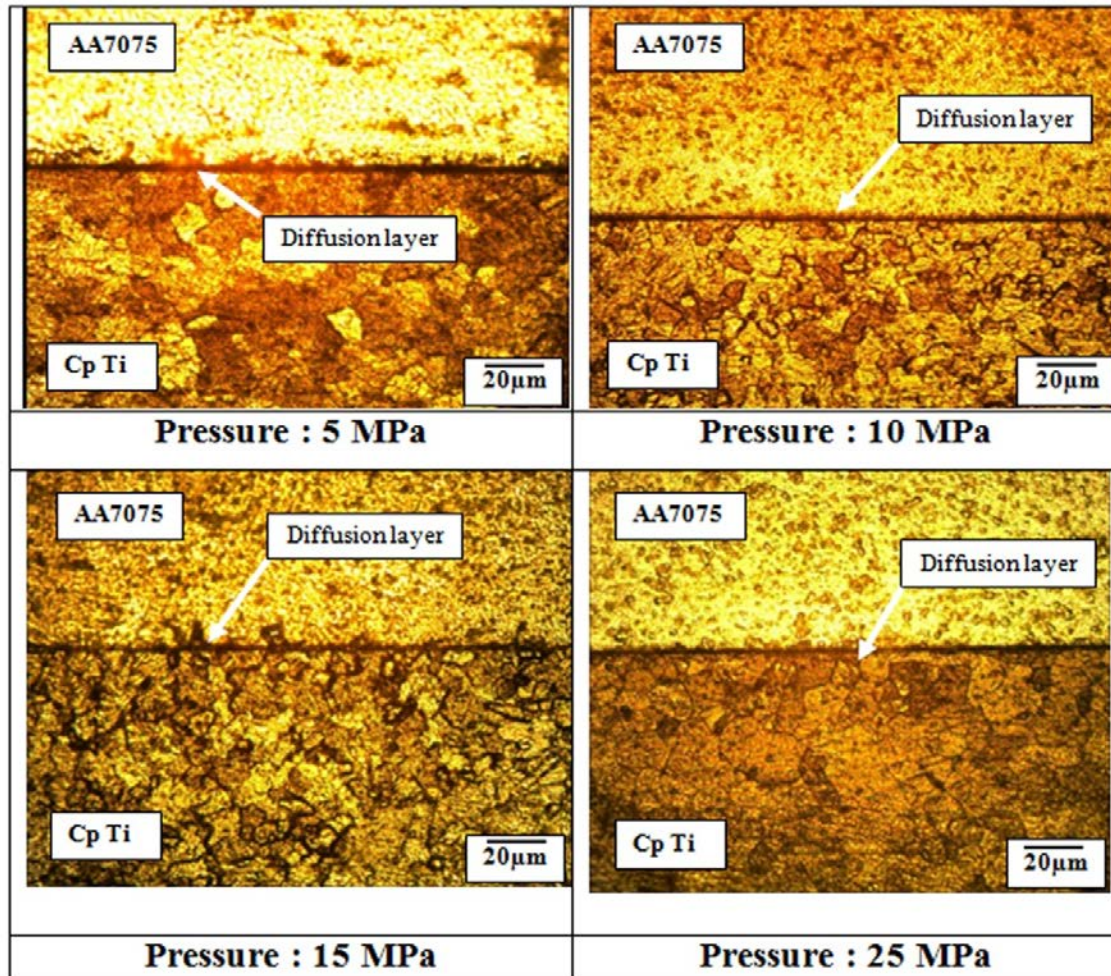 AA7075
Diffusion layer
Cp Ti
20µm
Pressure : 5 MPa
AA7075
Diffusion layer
Cp Ti
20µm
Pressure : 10 MPa
AA7075
Diffusion layer
Cp Ti
20µm
Pressure : 15 MPa
AA7075
Diffusion layer
Cp Ti
20µm
Pressure : 25 MPa